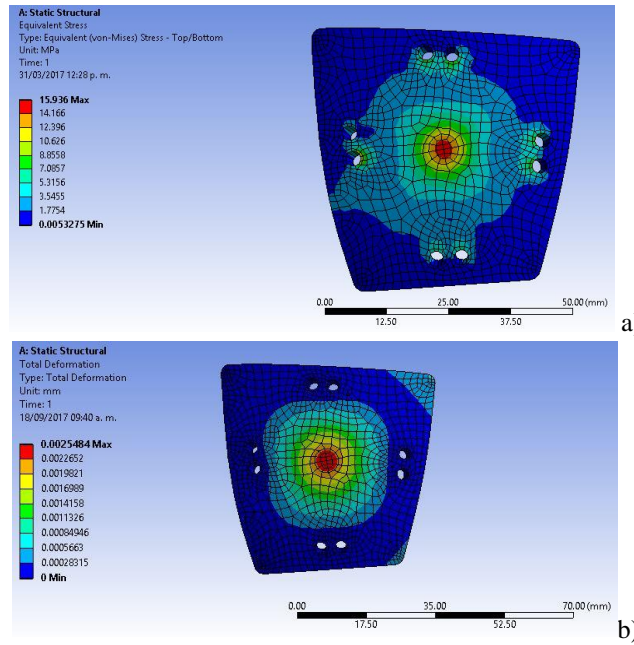 A: Static Structural
Equivalent Stress
Type: Equivalent (von-Mises) Stress - Top/Bottom
Unit: MPa
Time: 1
31/03/2017 12:28 p. m.
15.936 Max
14.166
12.396
10.626
8.8558
7.0857
5.3156
3.5455
1.7754
0.0053275 Min
0.00 25.00 50.00 (mm)
12.50 37.50
a
A: Static Structural
Total Deformation
Type: Total Deformation
Unit: mm
Time: 1
18/09/2017 09:40 a. m.
0.0025484 Max
0.0022652
0.0019821
0.0016989
0.0014158
0.0011326
0.00084946
0.0005663
0.00028315
0 Min
0.00 35.00 70.00 (mm)
17.50 52.50
b)